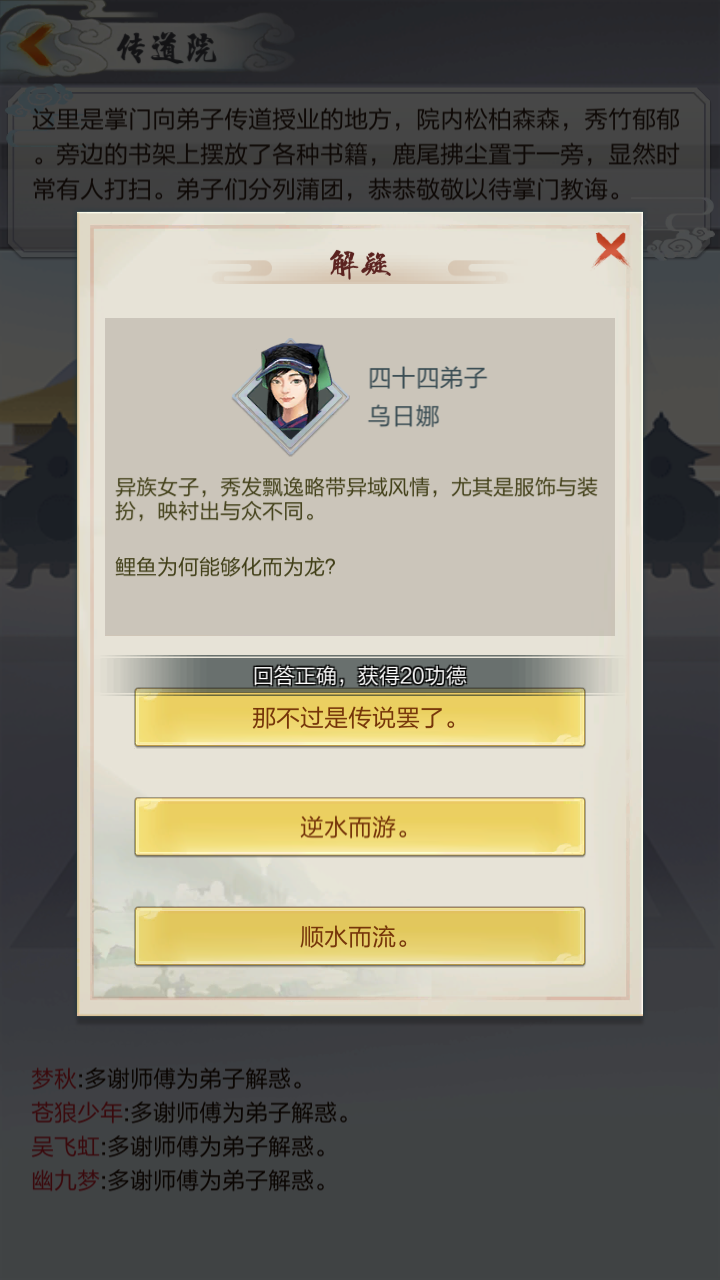 传道院
这里是掌门向弟子传道授业的地方，院内松柏森森，秀竹郁郁
。旁边的书架上摆放了各种书籍，鹿尾拂尘置于一旁，显然时
常有人打扫。弟子们分列蒲团，恭恭敬敬以待掌门教诲。
解疑
四十四弟子
乌日娜
异族女子，秀发飘逸略带异域风情，尤其是服饰与装
扮，映衬出与众不同。
鲤鱼为何能够化而为龙?
回答正确，获得20功德
那不过是传说罢了。
逆水而游。
顺水而流。
梦秋:多谢师傅为弟子解惑。
苍狼少年:多谢师傅为弟子解惑。
吴飞虹:多谢师傅为弟子解惑。
幽九梦:多谢师傅为弟子解惑。